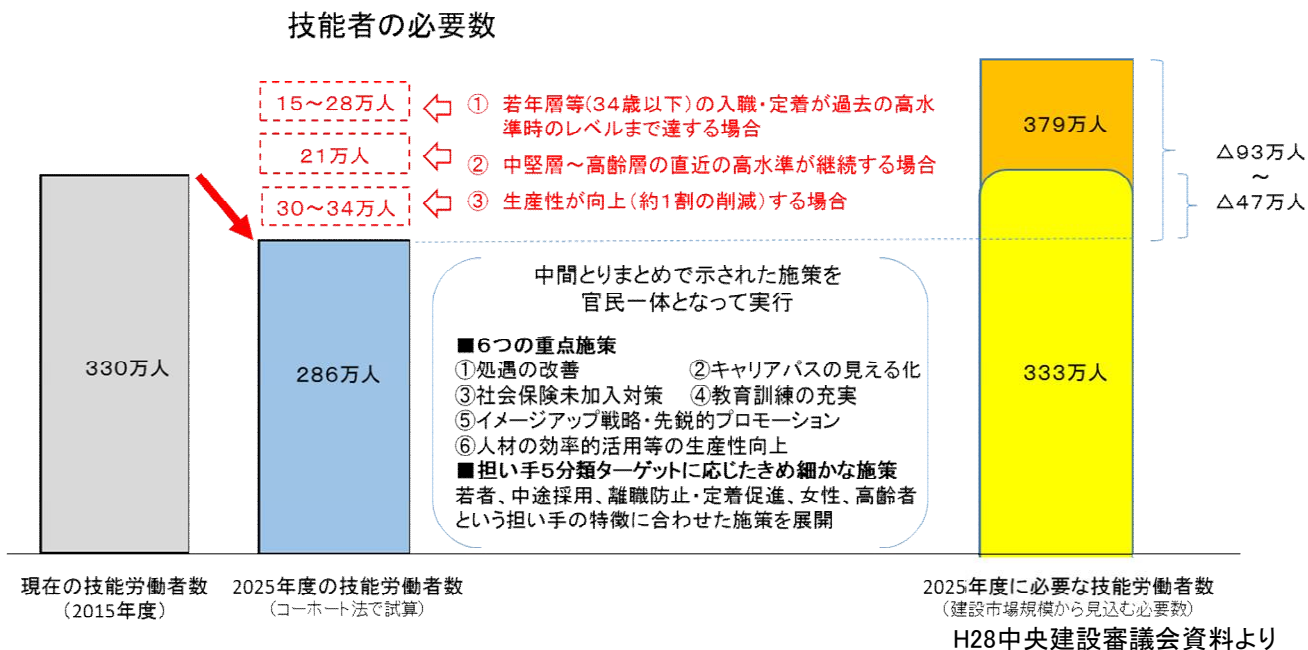 技能者の必要数
15～28万人
① 若年層等(34歳以下)の入職・定着が過去の高水
準時のレベルまで達する場合
21万人
② 中堅層～高齢層の直近の高水準が継続する場合
30～34万人
③ 生産性が向上(約1割の削減)する場合
379万人
△93万人
～
△47万人
中間とりまとめで示された施策を
官民一体となって実行
■6つの重点施策
①処遇の改善 ②キャリアパスの見える化
③社会保険未加入対策 ④教育訓練の充実
⑤イメージアップ戦略・先鋭的プロモーション
⑥人材の効率的活用等の生産性向上
■担い手5分類ターゲットに応じたきめ細かな施策
若者、中途採用、離職防止・定着促進、女性、高齢者
という担い手の特徴に合わせた施策を展開
330万人
286万人
333万人
現在の技能労働者数
(2015年度)
2025年度の技能労働者数
(コーホート法で試算)
2025年度に必要な技能労働者数
(建設市場規模から見込む必要数)
H28中央建設審議会資料より